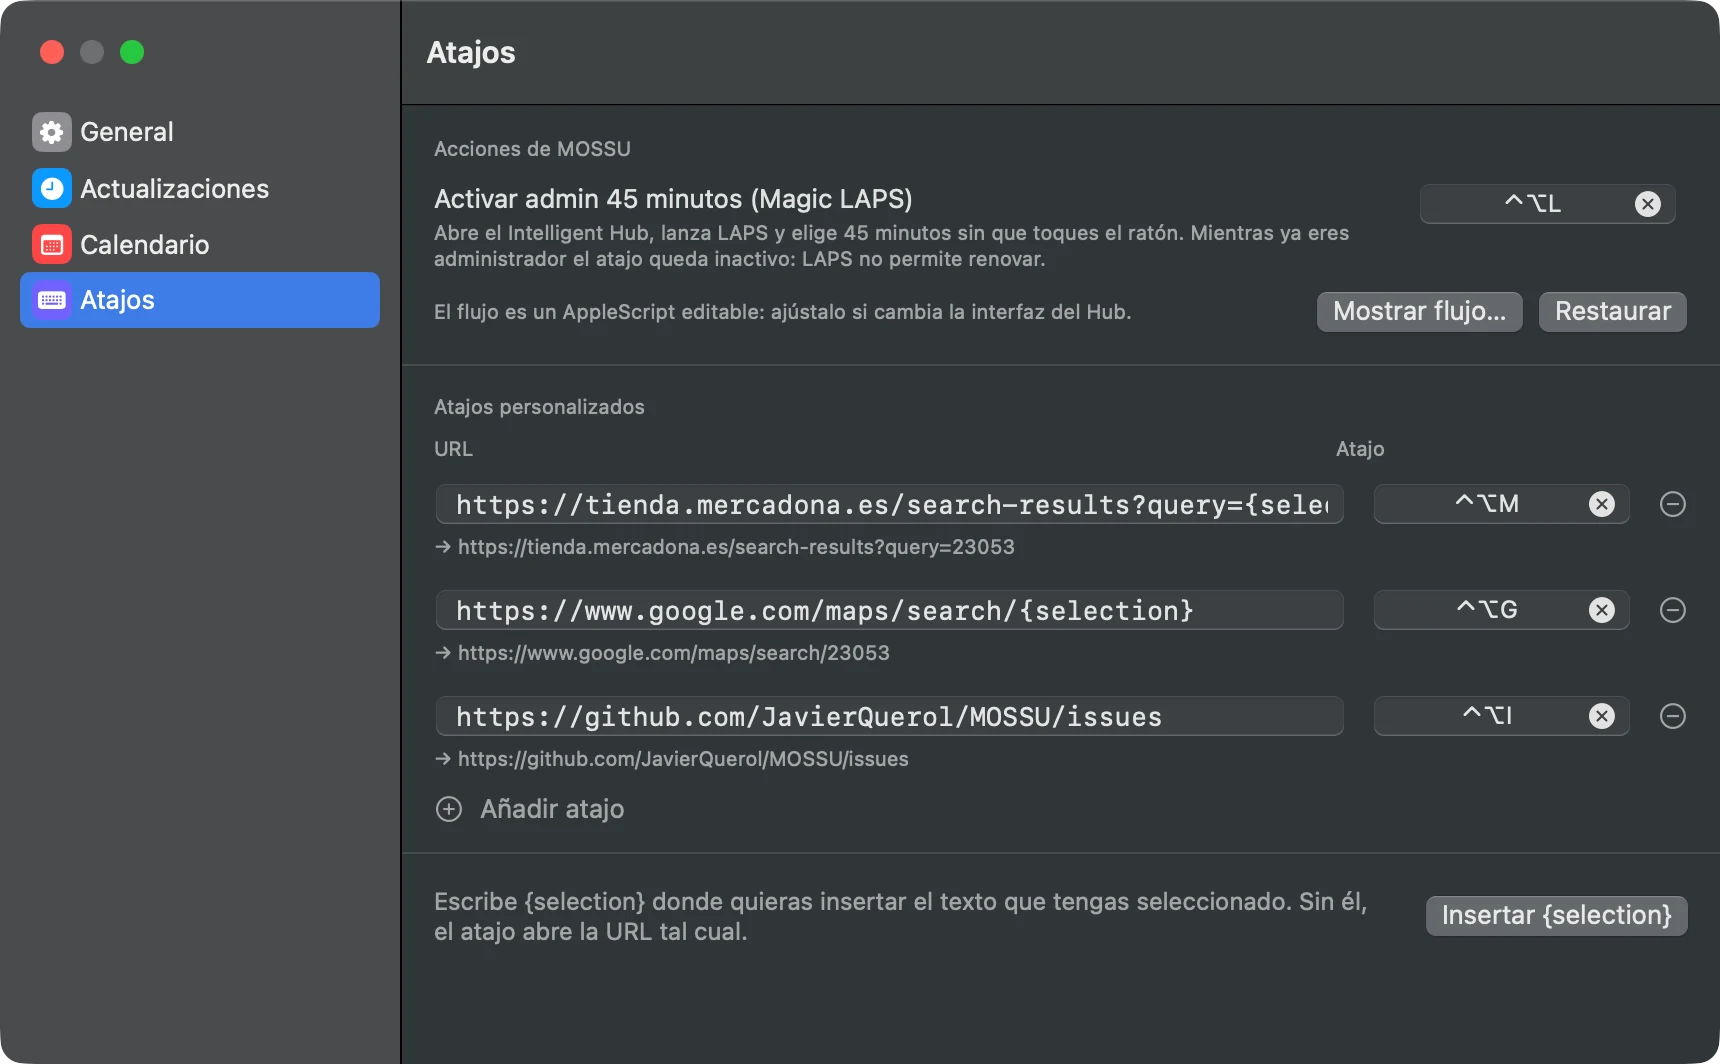 Atajos
General
Actualizaciones
Calendario
Atajos
Acciones de MOSSU
Activar admin 45 minutos (Magic LAPS)
^⌥L
Abre el Intelligent Hub, lanza LAPS y elige 45 minutos sin que toques el ratón. Mientras ya eres
administrador el atajo queda inactivo: LAPS no permite renovar.
El flujo es un AppleScript editable: ajústalo si cambia la interfaz del Hub.
Mostrar flujo...
Restaurar
Atajos personalizados
URL
Atajo
https://tienda.mercadona.es/search-results?query={selec
^⌥M
→ https://tienda.mercadona.es/search-results?query=23053
https://www.google.com/maps/search/{selection}
^⌥G
→ https://www.google.com/maps/search/23053
https://github.com/JavierQuerol/MOSSU/issues
^⌥I
→ https://github.com/JavierQuerol/MOSSU/issues
Añadir atajo
Escribe {selection} donde quieras insertar el texto que tengas seleccionado. Sin él,
el atajo abre la URL tal cual.
Insertar {selection}